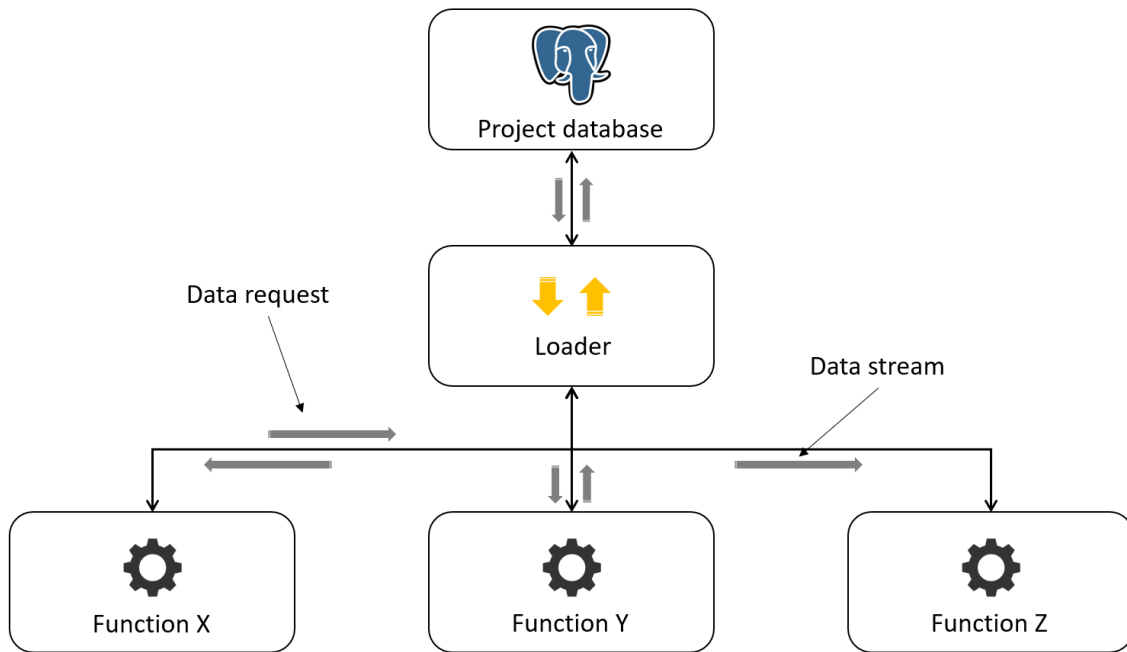 Project database
Data request
Loader
Data stream
Function X
Function Y
Function Z